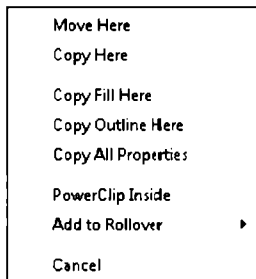 Move Here
Copy Here
Copy Fill Here
Copy Outline Here
Copy All Properties
PowerClip Inside
Add to Rollover
Cancel